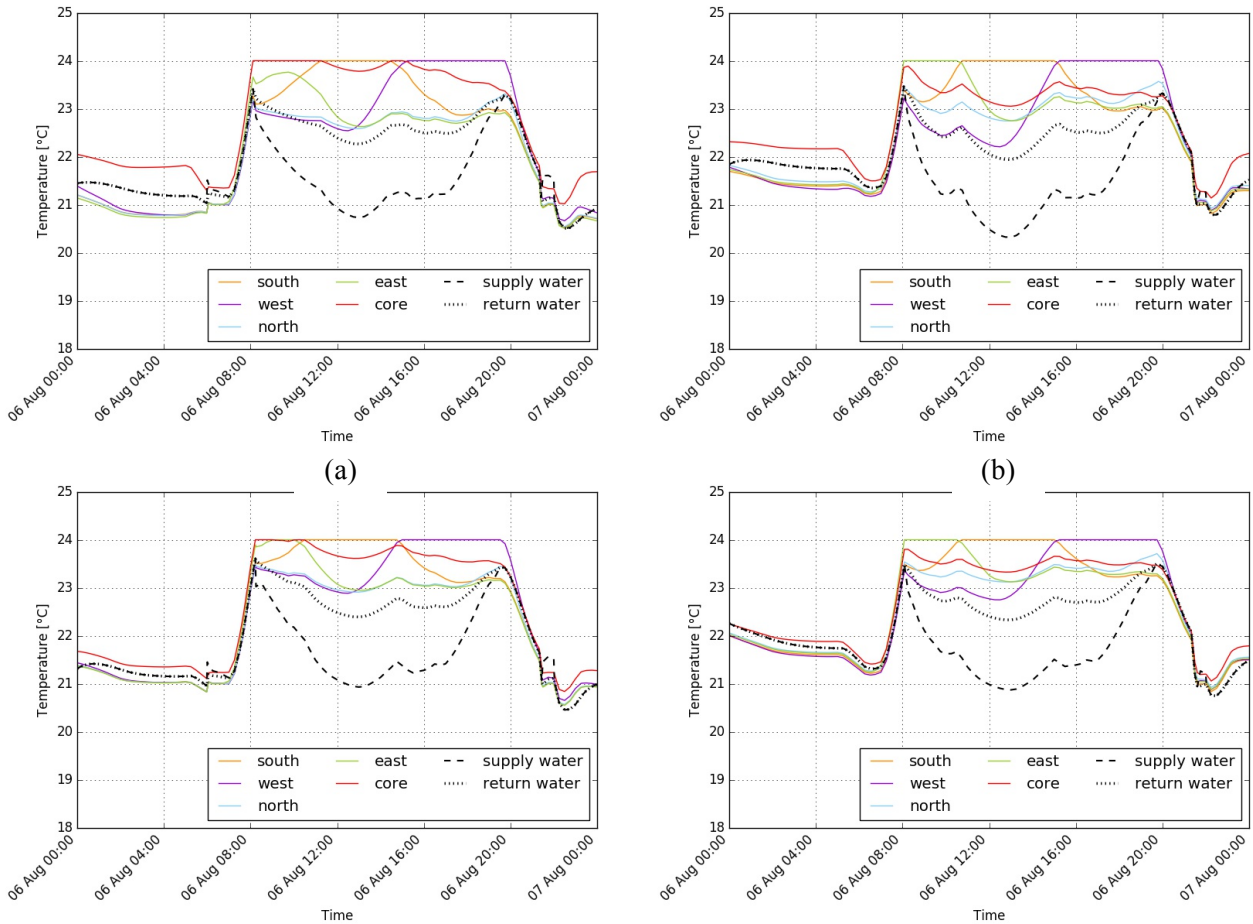 25
24
23
22
21
20
19
18
Temperature [°C]
south
east
supply water
west
core
return water
north
06 Aug 00:00
06 Aug 04:00
06 Aug 08:00
06 Aug 12:00
06 Aug 16:00
06 Aug 20:00
07 Aug 00:00
Time
(a)
25
24
23
22
21
20
19
18
Temperature [°C]
south
east
supply water
west
core
return water
north
06 Aug 00:00
06 Aug 04:00
06 Aug 08:00
06 Aug 12:00
06 Aug 16:00
06 Aug 20:00
07 Aug 00:00
Time
(b)
25
24
23
22
21
20
19
18
Temperature [°C]
south
east
supply water
west
core
return water
north
06 Aug 00:00
06 Aug 04:00
06 Aug 08:00
06 Aug 12:00
06 Aug 16:00
06 Aug 20:00
07 Aug 00:00
Time
25
24
23
22
21
20
19
18
Temperature [°C]
south
east
supply water
west
core
return water
north
06 Aug 00:00
06 Aug 04:00
06 Aug 08:00
06 Aug 12:00
06 Aug 16:00
06 Aug 20:00
07 Aug 00:00
Time